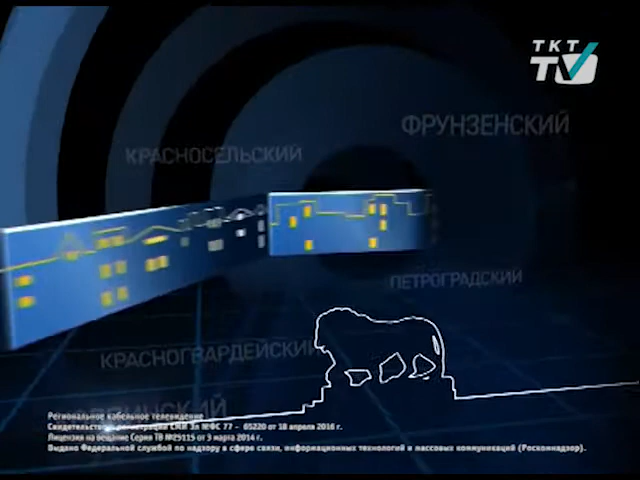 ТКТ
TV
ФРУНЗЕНСКИЙ
КРАСНОСЕЛЬСКИЙ
ПЕТРОГРАДСКИЙ
КРАСНОГВАРДЕЙСКИЙ
Региональное кабельное телевидение
Свидетельство о регистрации СМИ Эл №ФС 77 - 65220 от 18 апреля 2016 г.
Лицензия на вещание Серия ТВ №25115 от 3 марта 2014 г.
Выдано Федеральной службой по надзору в сфере связи, информационных технологий и массовых коммуникаций (Роскомнадзор).